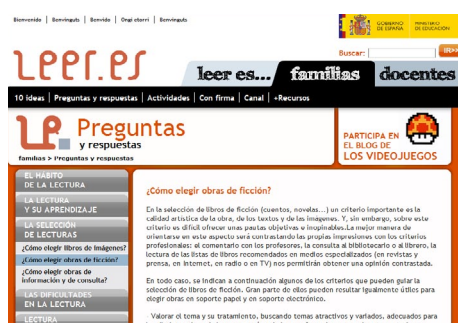 Bienvenido | Benvinguts | Benvido | Ongi etorri | Benvinguts
GOBIERNO DE ESPAÑA
MINISTERIO DE EDUCACIÓN
Buscar:
leer.es
leer es... familias docentes
10 ideas | Preguntas y respuestas | Actividades | Con firma | Canal | +Recursos
Preguntas
y respuestas
familias > Preguntas y respuestas
PARTICIPA EN
EL BLOG DE
LOS VIDEOJUEGOS
EL HÁBITO
DE LA LECTURA
LA LECTURA
Y SU APRENDIZAJE
LA SELECCIÓN
DE LECTURAS
¿Cómo elegir libros de imágenes?
¿Cómo elegir obras de ficción?
¿Cómo elegir obras de
información y de consulta?
LAS DIFICULTADES
EN LA LECTURA
LECTURA
¿Cómo elegir obras de ficción?
En la selección de libros de ficción (cuentos, novelas...) un criterio importante es la
calidad artística de la obra, de los textos y de las imágenes. Y, sin embargo, sobre este
criterio es difícil ofrecer unas pautas objetivas e inopinables.La mejor manera de
orientarse en este aspecto será contrastando las propias impresiones con los criterios
profesionales: el comentario con los profesores, la consulta al bibliotecario o al librero, la
lectura de las listas de libros recomendados en medios especializados (en revistas y
prensa, en Internet, en radio o en TV) nos permitirán obtener una opinión contrastada.
En todo caso, se indican a continuación algunos de los criterios que pueden guiar la
selección de libros de ficción. Gran parte de ellos pueden resultar igualmente útiles para
elegir obras en soporte papel y en soporte electrónico.
- Valorar el tema y su tratamiento, buscando temas atractivos y variados, adecuados para